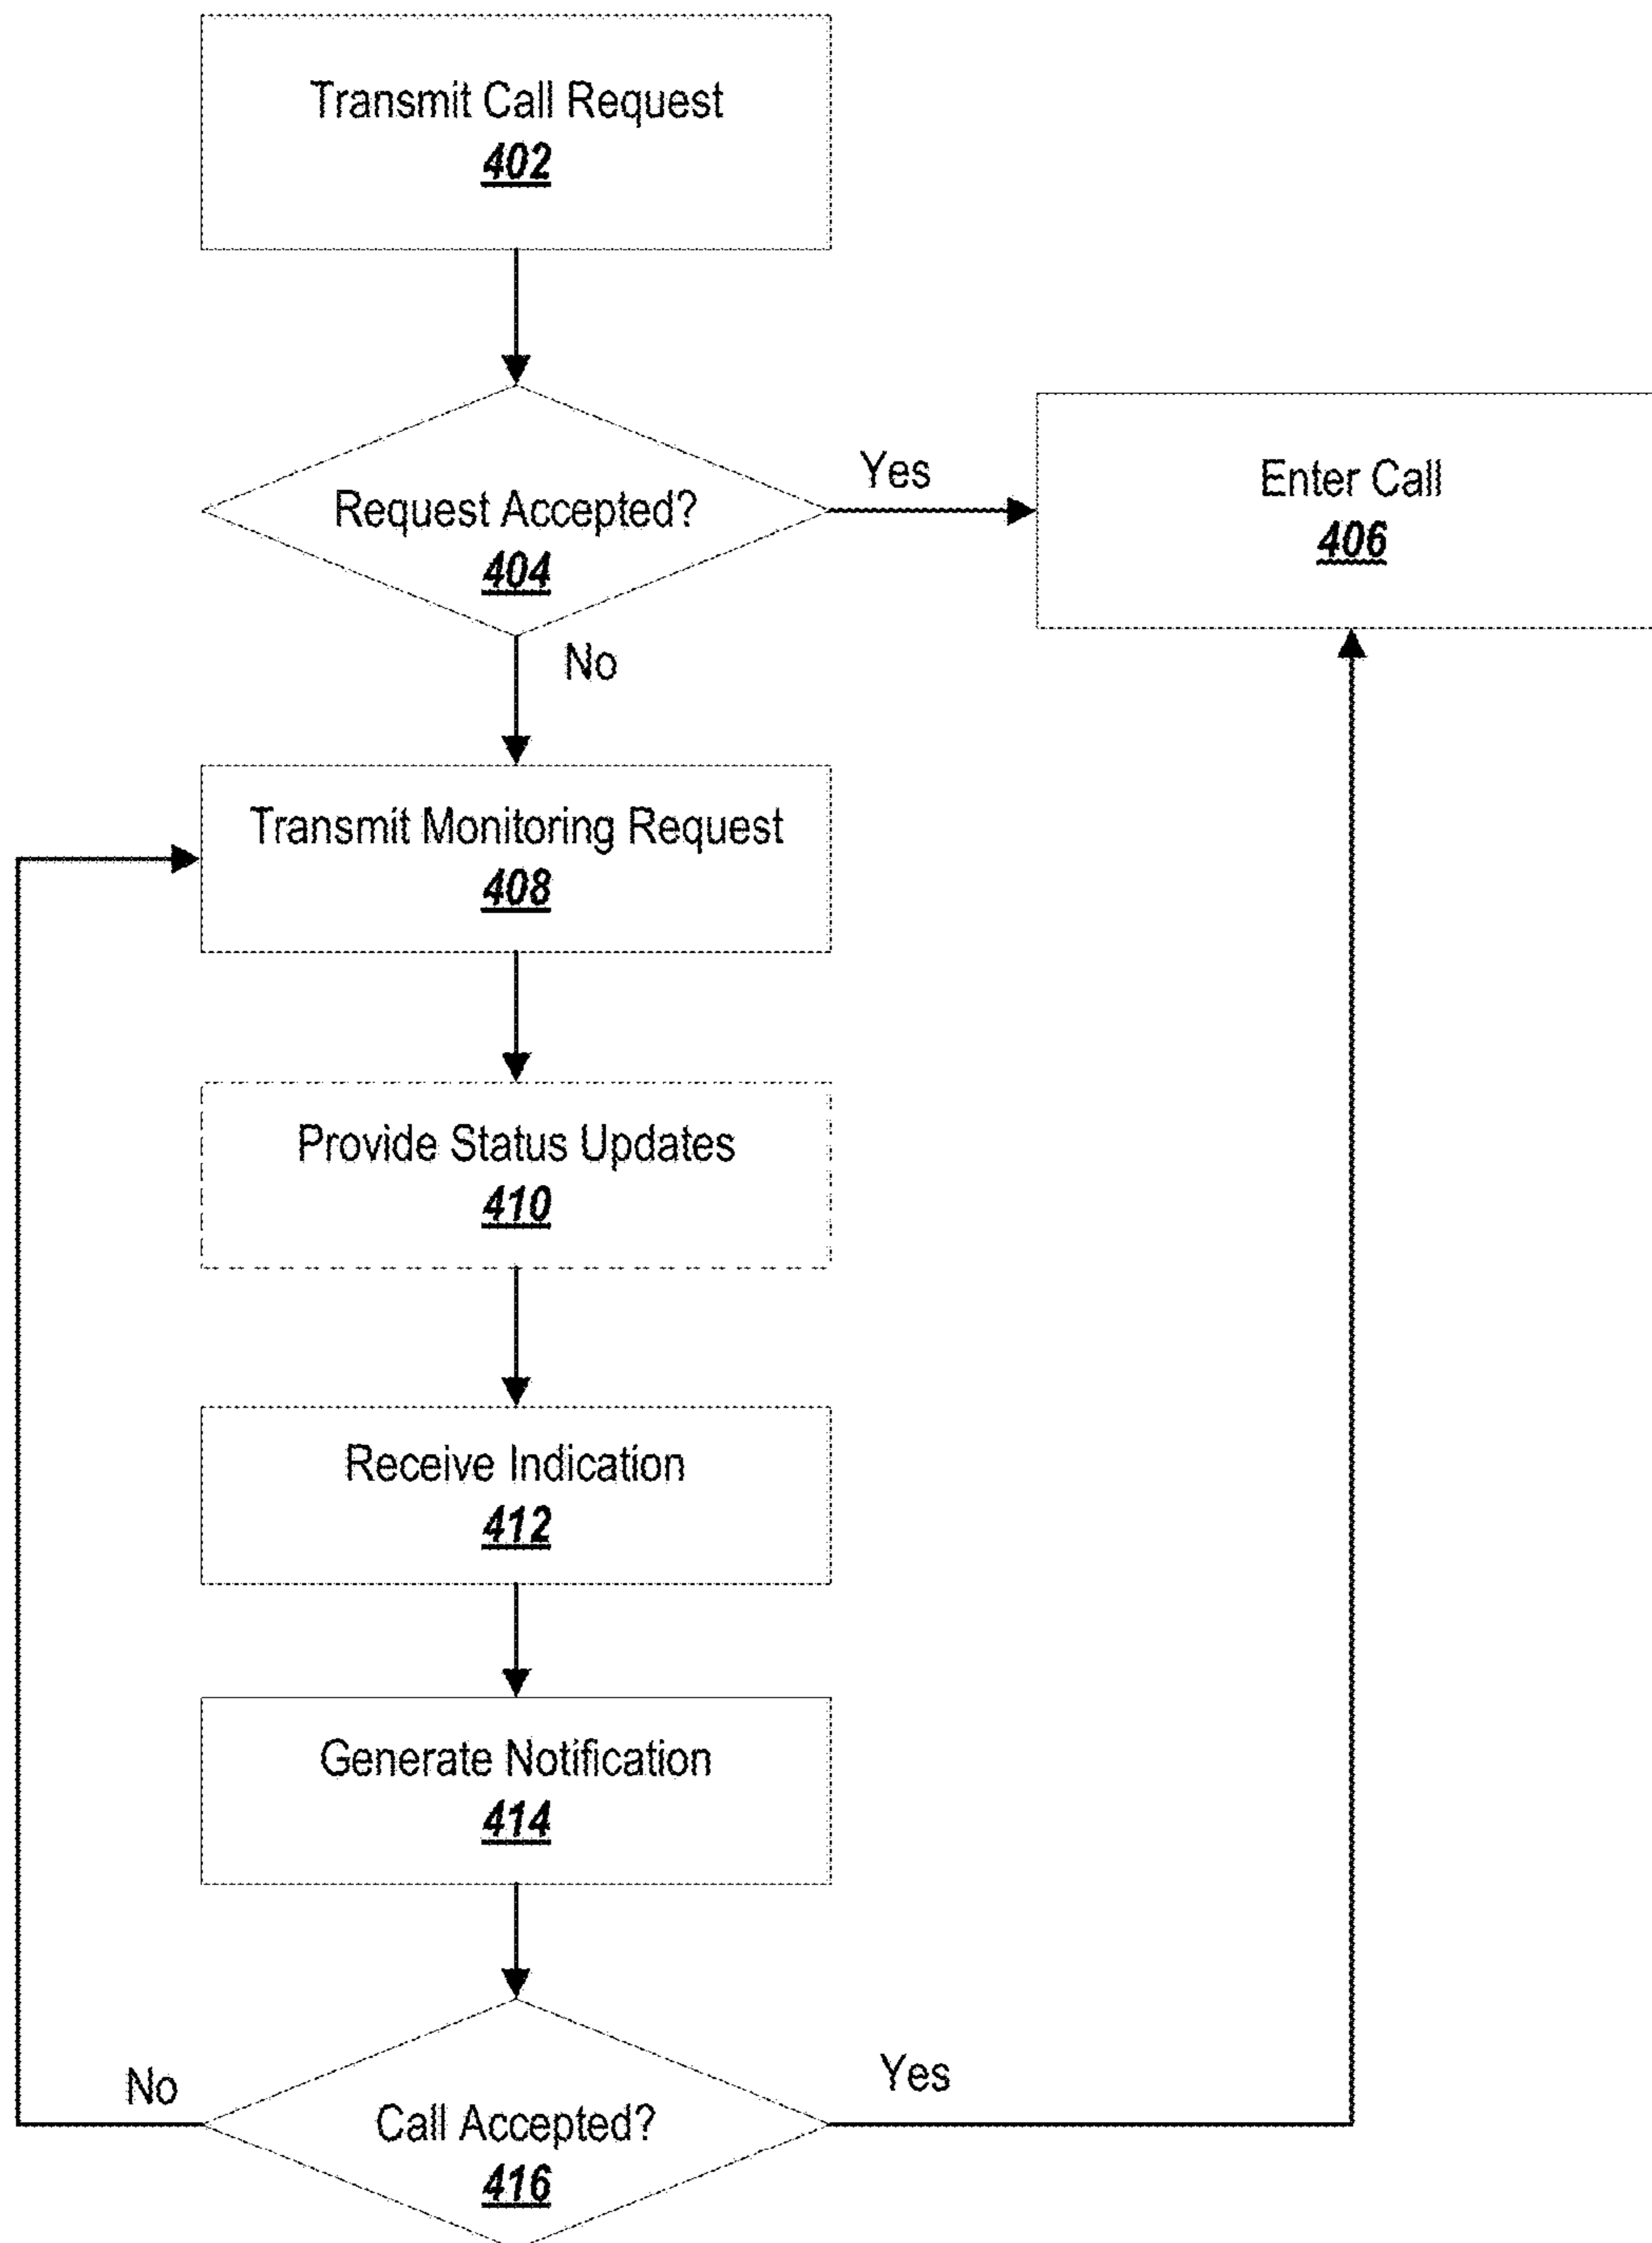 Transmit Call Request
402
Request Accepted?
404
Yes
Enter Call
406
No
Transmit Monitoring Request
408
Provide Status Updates
410
Receive Indication
412
Generate Notification
414
No
Call Accepted?
416
Yes